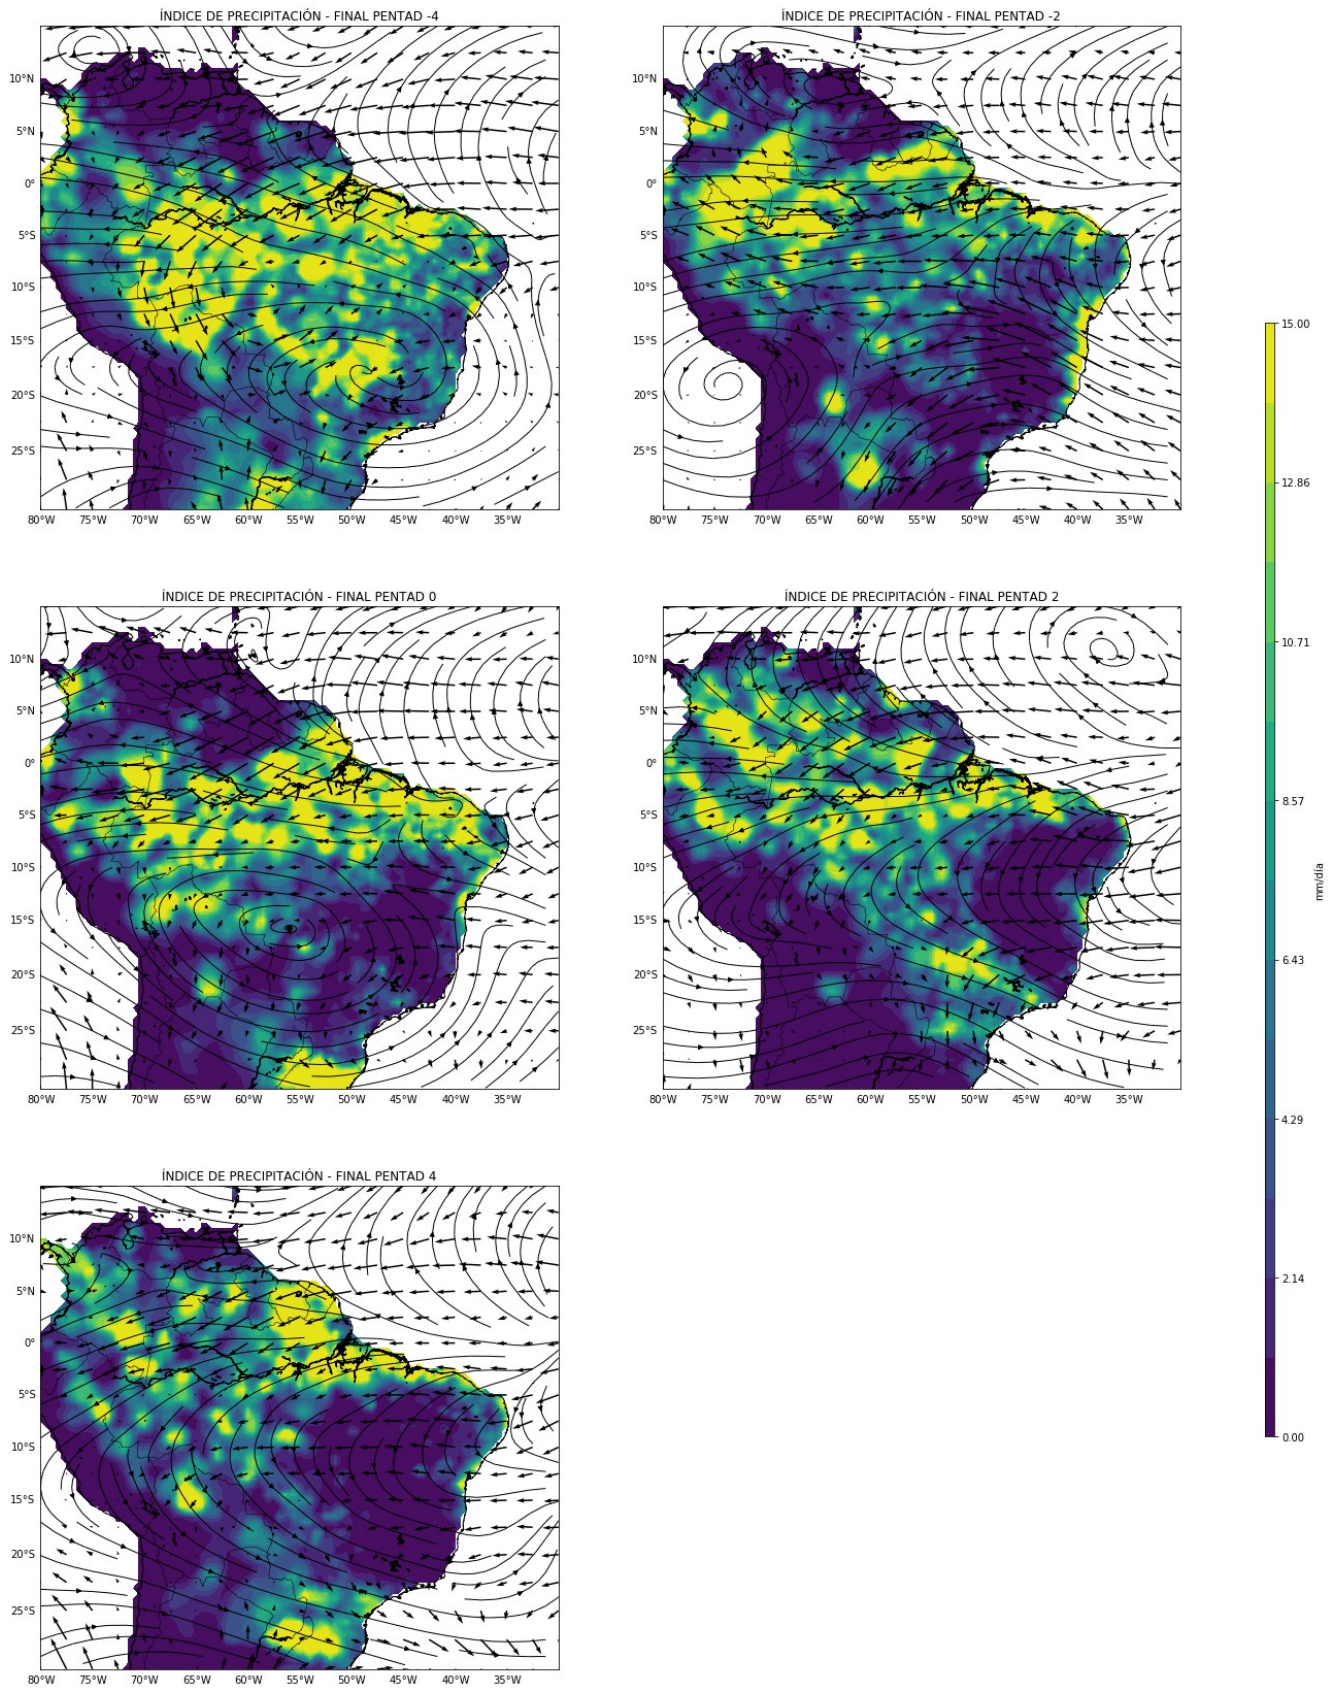 ÍNDICE DE PRECIPITACIÓN - FINAL PENTAD -4
10°N
5°N
0°
5°S
10°S
15°S
20°S
25°S
80°W 75°W 70°W 65°W 60°W 55°W 50°W 45°W 40°W 35°W
ÍNDICE DE PRECIPITACIÓN - FINAL PENTAD -2
10°N
5°N
0°
5°S
10°S
15°S
20°S
25°S
80°W 75°W 70°W 65°W 60°W 55°W 50°W 45°W 40°W 35°W
ÍNDICE DE PRECIPITACIÓN - FINAL PENTAD 0
10°N
5°N
0°
5°S
10°S
15°S
20°S
25°S
80°W 75°W 70°W 65°W 60°W 55°W 50°W 45°W 40°W 35°W
ÍNDICE DE PRECIPITACIÓN - FINAL PENTAD 2
10°N
5°N
0°
5°S
10°S
15°S
20°S
25°S
80°W 75°W 70°W 65°W 60°W 55°W 50°W 45°W 40°W 35°W
ÍNDICE DE PRECIPITACIÓN - FINAL PENTAD 4
10°N
5°N
0°
5°S
10°S
15°S
20°S
25°S
80°W 75°W 70°W 65°W 60°W 55°W 50°W 45°W 40°W 35°W
15.00
12.86
10.71
8.57
6.43
4.29
2.14
0.00
mm/día